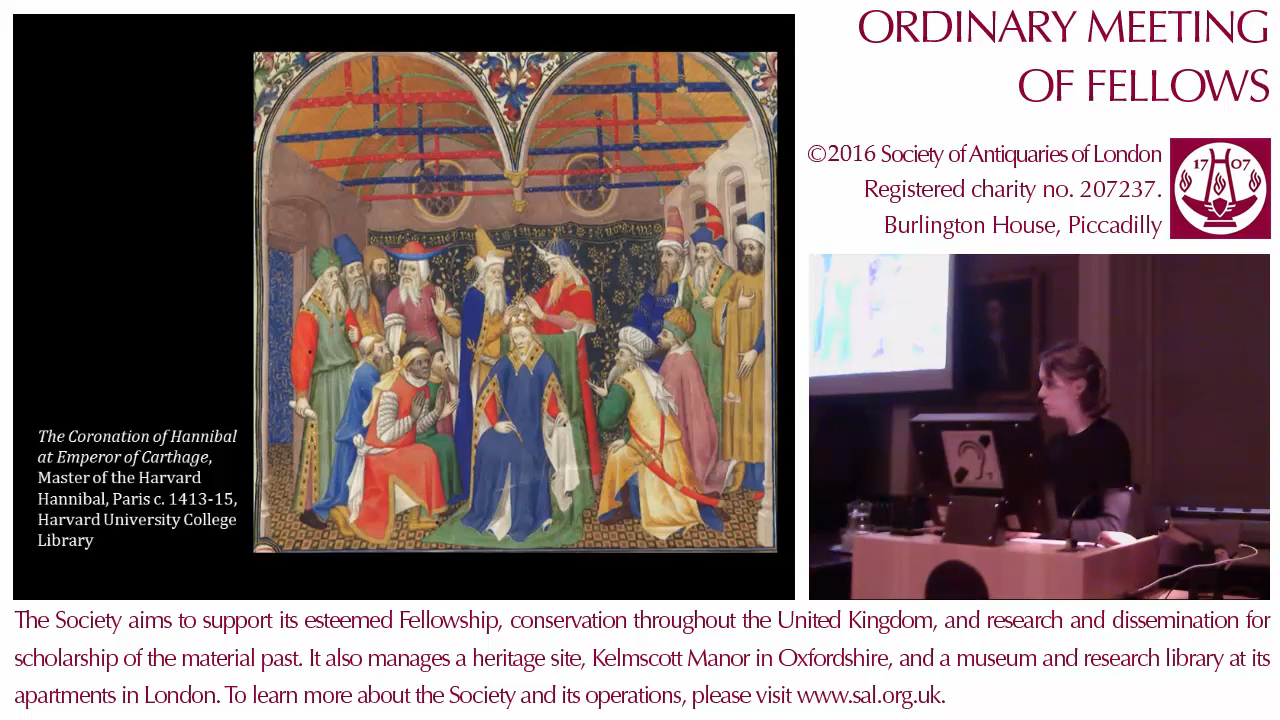 ORDINARY MEETING
OF FELLOWS
©2016 Society of Antiquaries of London
Registered charity no. 207237.
Burlington House, Piccadilly
17 07
The Coronation of Hannibal
at Emperor of Carthage,
Master of the Harvard
Hannibal, Paris c. 1413-15,
Harvard University College
Library
The Society aims to support its esteemed Fellowship, conservation throughout the United Kingdom, and research and dissemination for
scholarship of the material past. It also manages a heritage site, Kelmscott Manor in Oxfordshire, and a museum and research library at its
apartments in London. To learn more about the Society and its operations, please visit www.sal.org.uk.